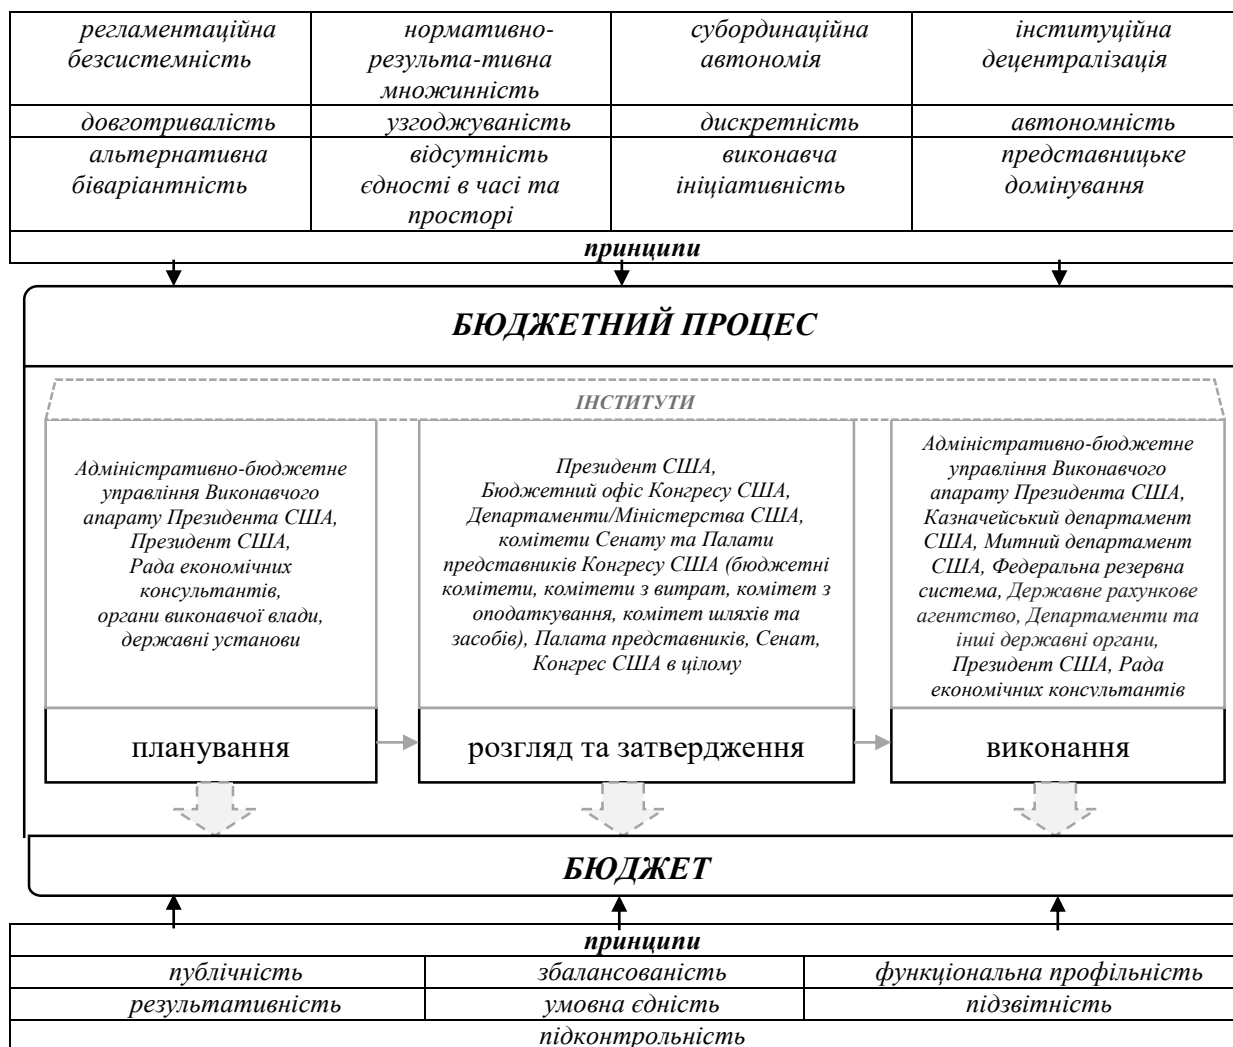 регламентаційна
безсистемність
нормативно-
результа-тивна
множинність
субординаційна
автономія
інституційна
децентралізація
довготривалість
узгоджуваність
дискретність
автономність
альтернативна
біваріантність
відсутність
єдності в часі та
просторі
виконавча
ініціативність
представницьке
домінування
принципи
БЮДЖЕТНИЙ ПРОЦЕС
ІНСТИТУТИ
Адміністративно-бюджетне
управління Виконавчого
апарату Президента США,
Президент США,
Рада економічних
консультантів,
органи виконавчої влади,
державні установи
Президент США,
Бюджетний офіс Конгресу США,
Департаменти/Міністерства США,
комітети Сенату та Палати
представників Конгресу США (бюджетні
комітети, комітети з витрат, комітет з
оподаткування, комітет шляхів та
засобів), Палата представників, Сенат,
Конгрес США в цілому
Адміністративно-бюджетне
управління Виконавчого
апарату Президента США,
Казначейський департамент
США, Митний департамент
США, Федеральна резервна
система, Державне рахункове
агентство, Департаменти та
інші державні органи,
Президент США, Рада
економічних консультантів
планування
розгляд та затвердження
виконання
БЮДЖЕТ
принципи
публічність
збалансованість
функціональна профільність
результативність
умовна єдність
підзвітність
підконтрольність